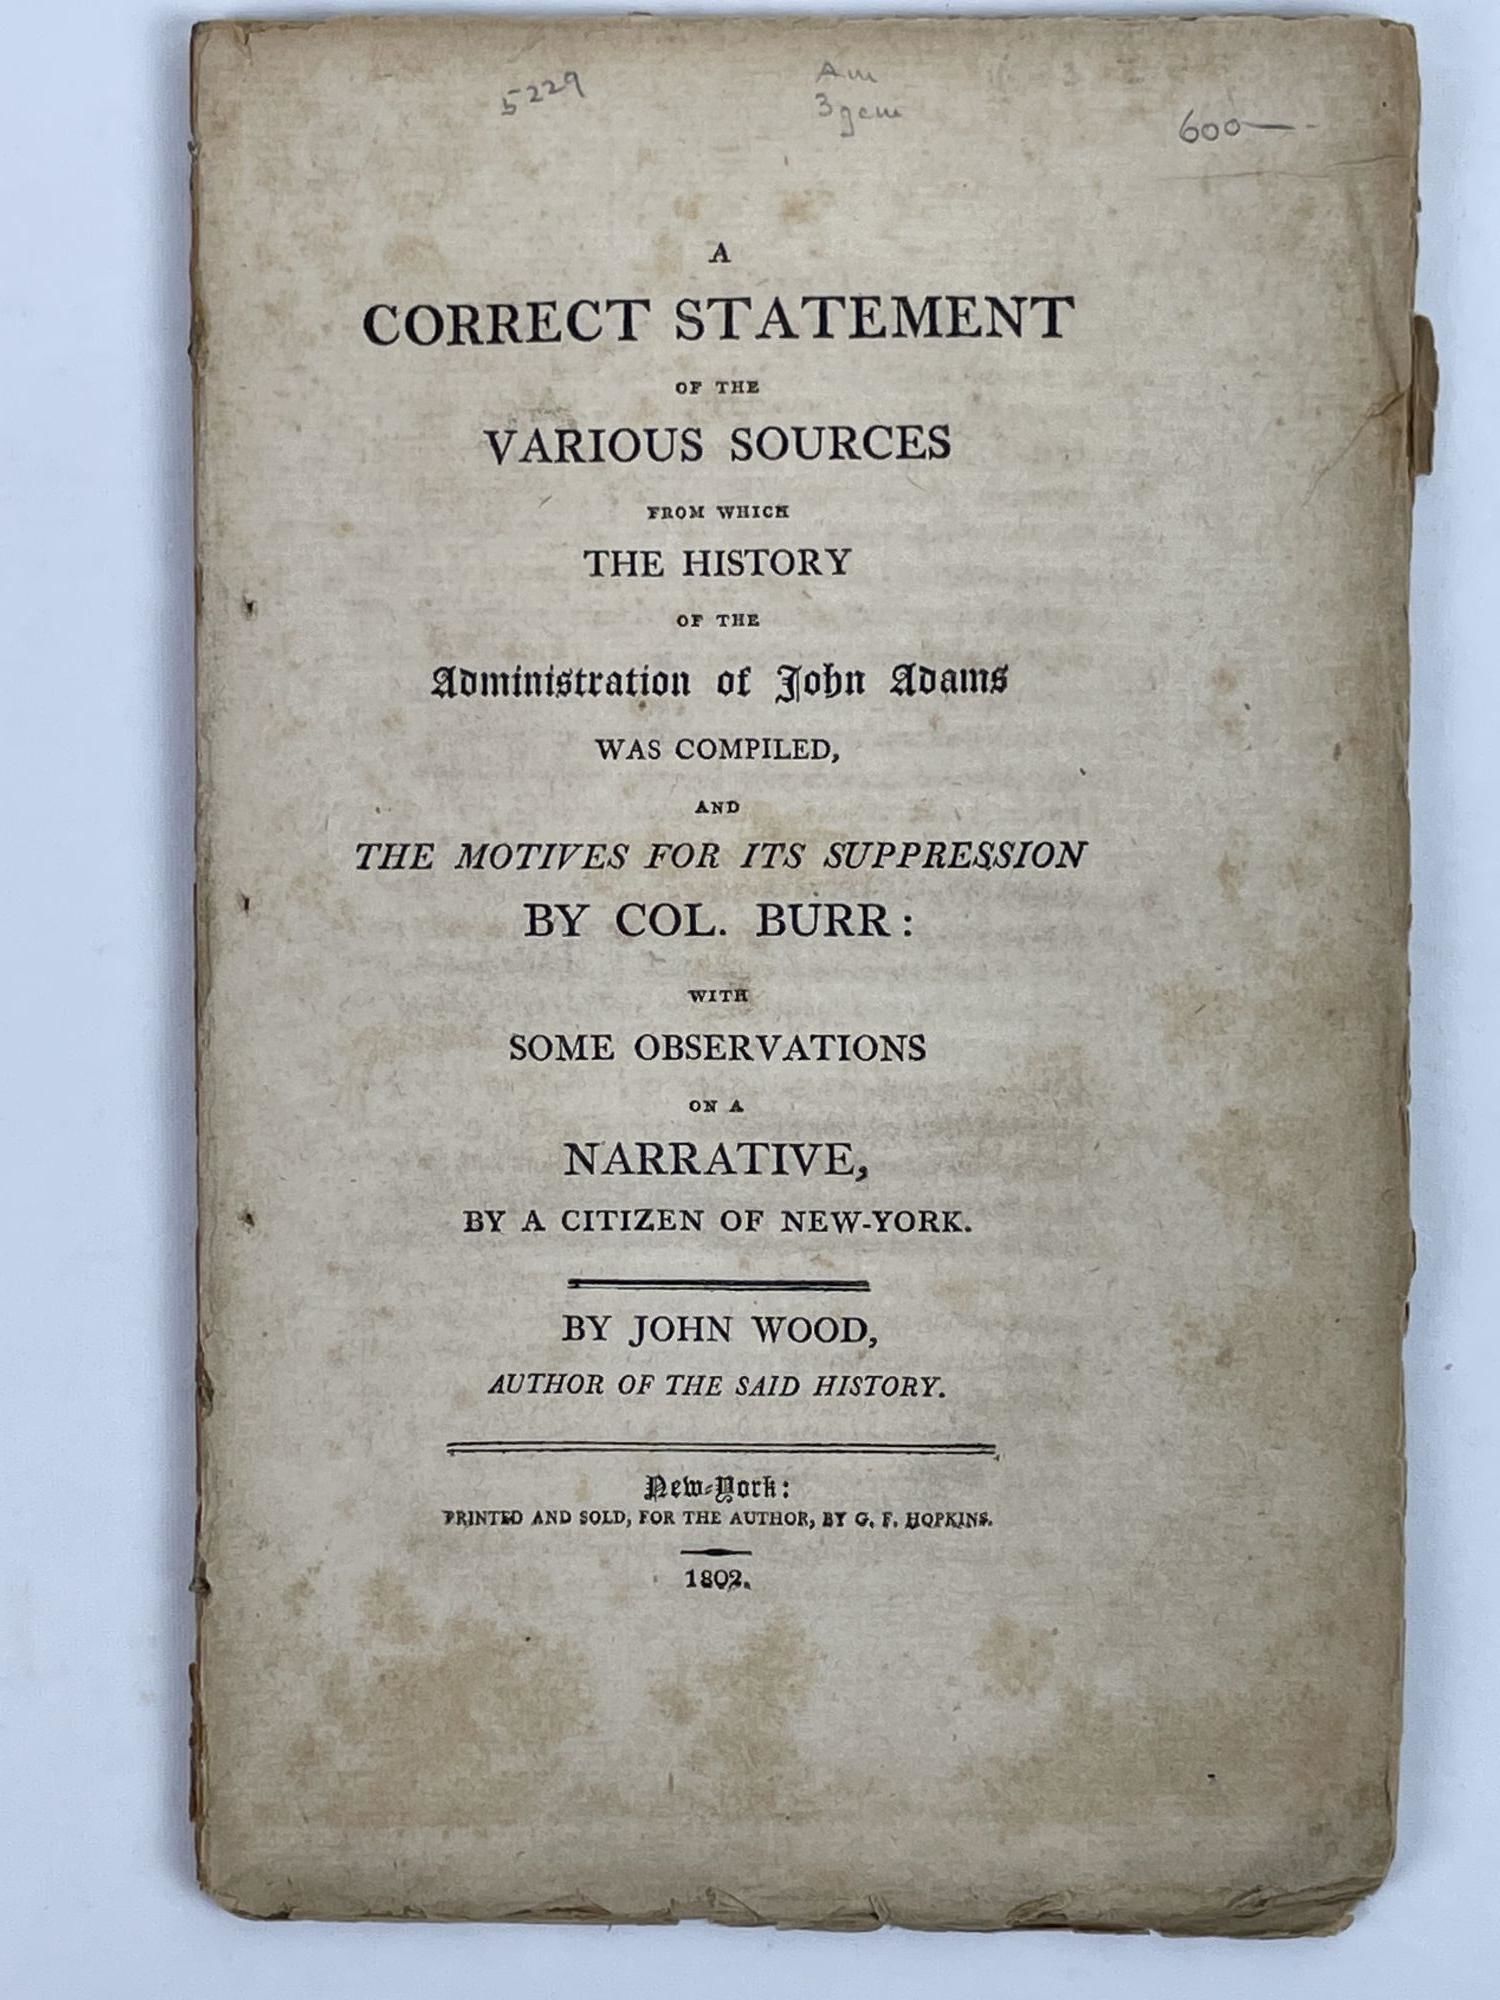 5229
Am
3gcm
600—
A
CORRECT STATEMENT
OF THE
VARIOUS SOURCES
FROM WHICH
THE HISTORY
OF THE
Administration of John Adams
WAS COMPILED,
AND
THE MOTIVES FOR ITS SUPPRESSION
BY COL. BURR:
WITH
SOME OBSERVATIONS
ON A
NARRATIVE,
BY A CITIZEN OF NEW-YORK.
BY JOHN WOOD,
AUTHOR OF THE SAID HISTORY.
New-York:
PRINTED AND SOLD, FOR THE AUTHOR, BY G. F. HOPKINS.
1802.